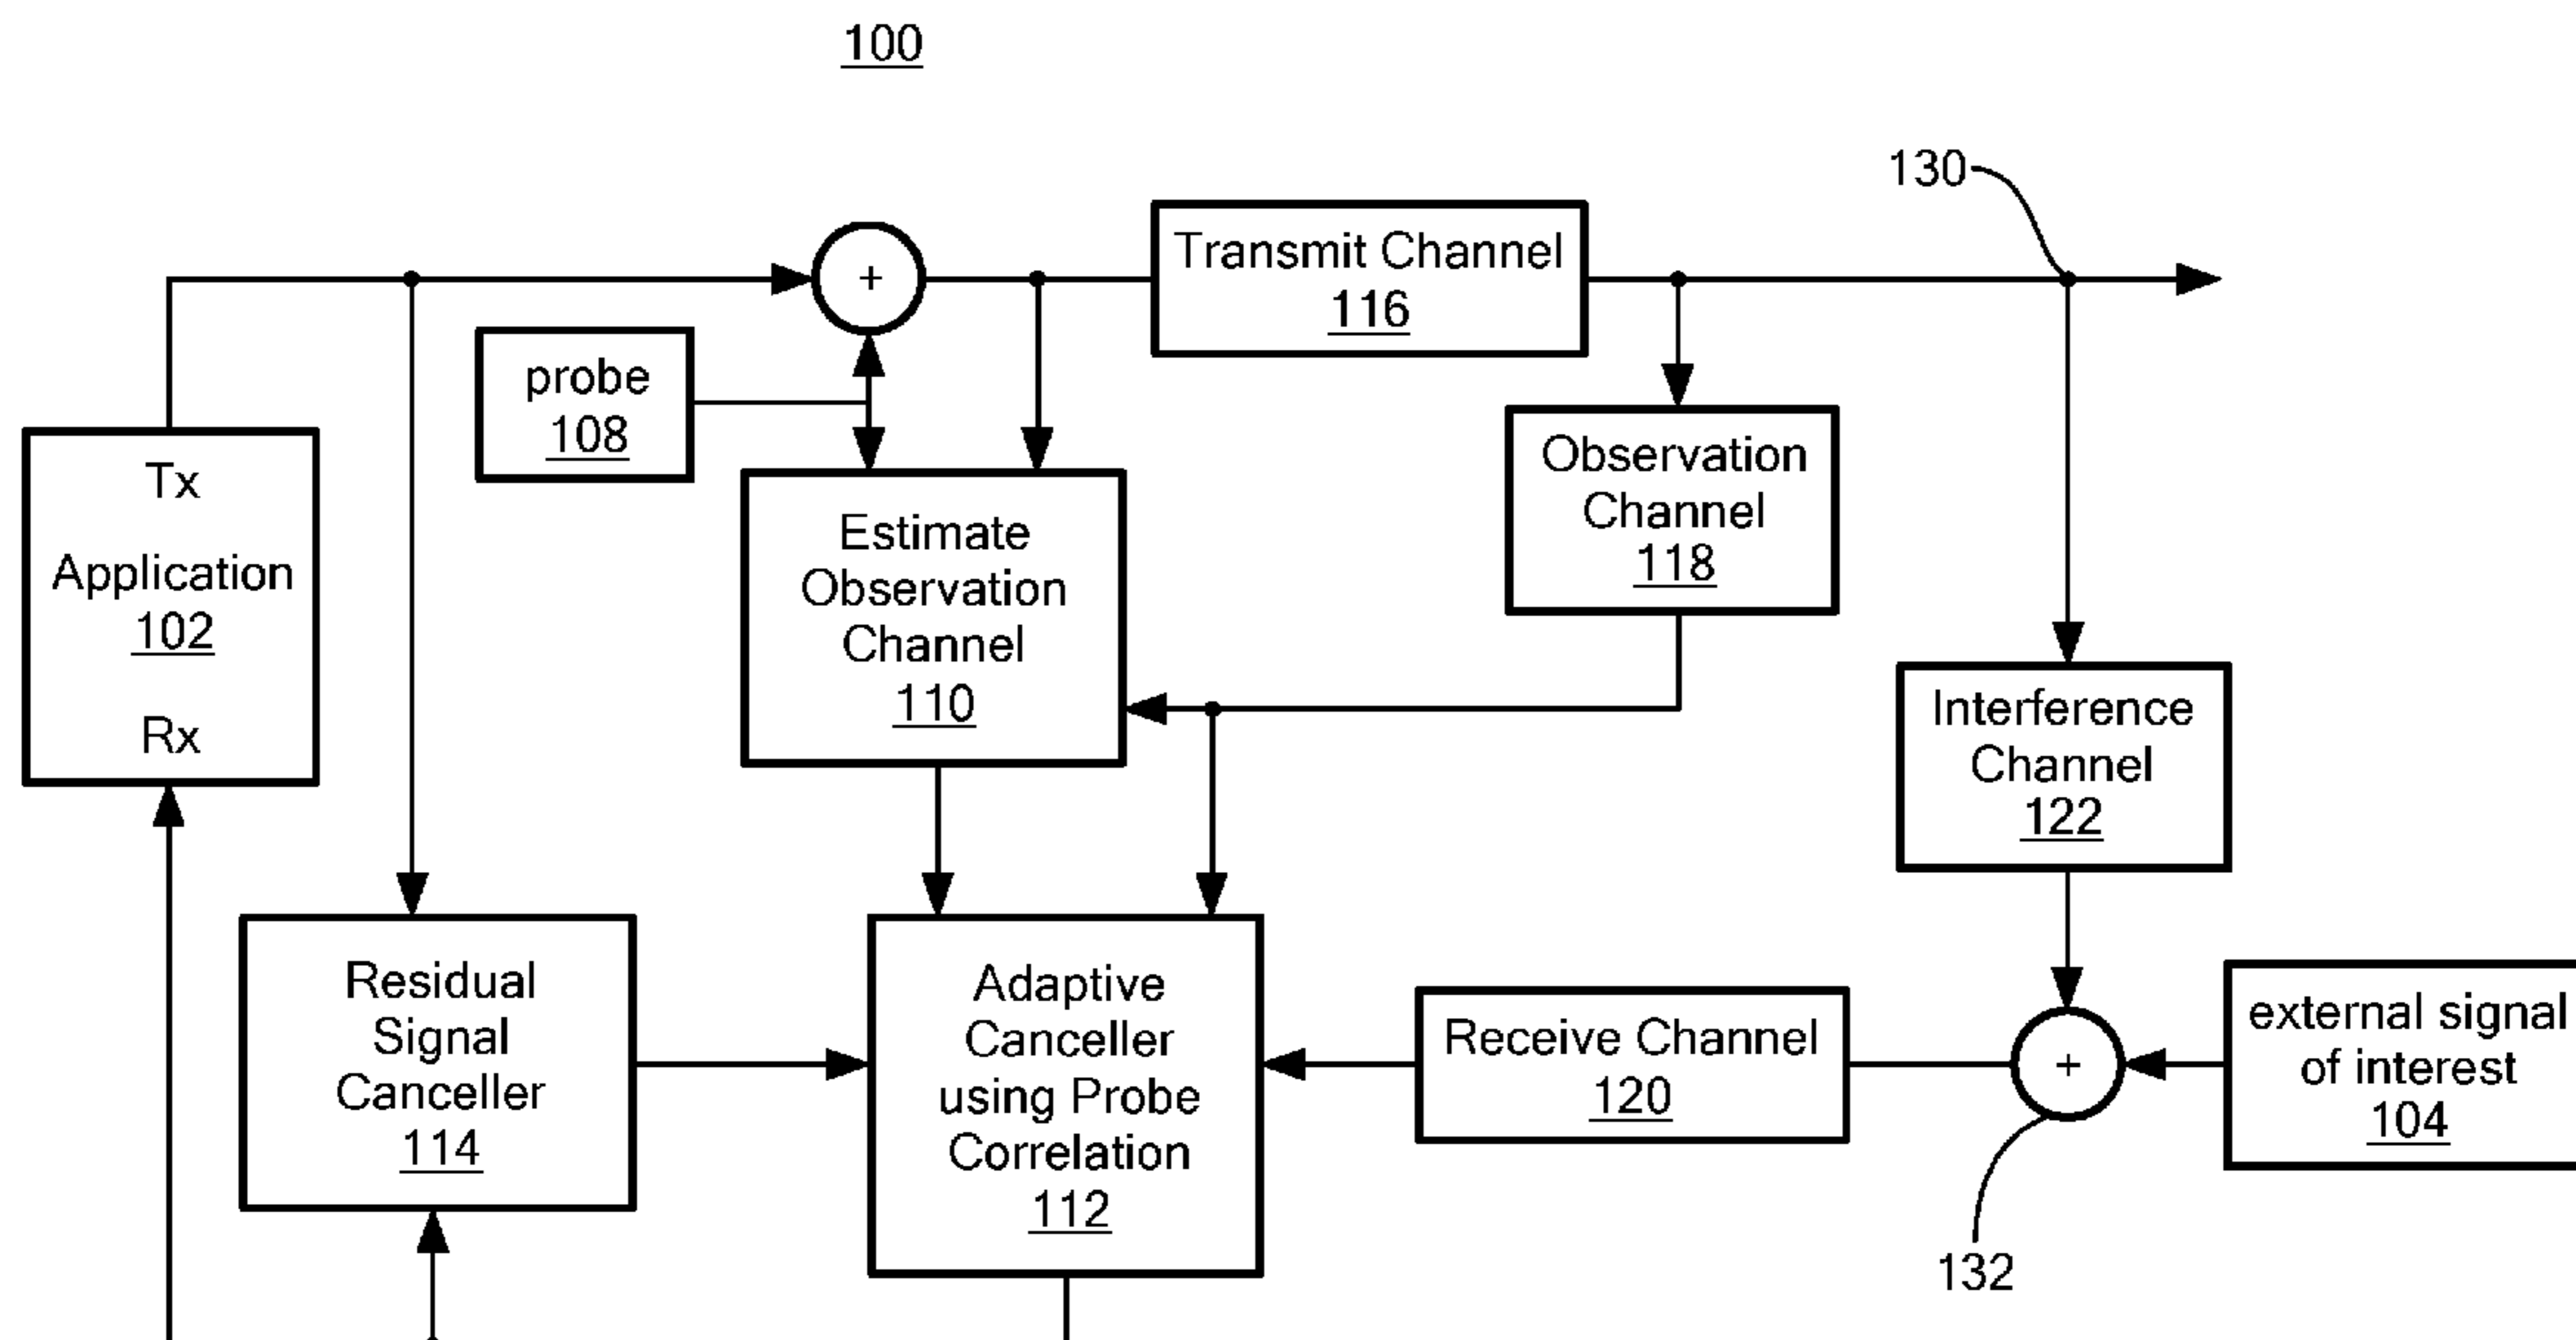 100
130
Transmit Channel
116
+
probe
108
Tx
Application
102
Rx
Estimate
Observation
Channel
110
Observation
Channel
118
Interference
Channel
122
Residual
Signal
Canceller
114
Adaptive
Canceller
using Probe
Correlation
112
Receive Channel
120
+
external signal
of interest
104
132